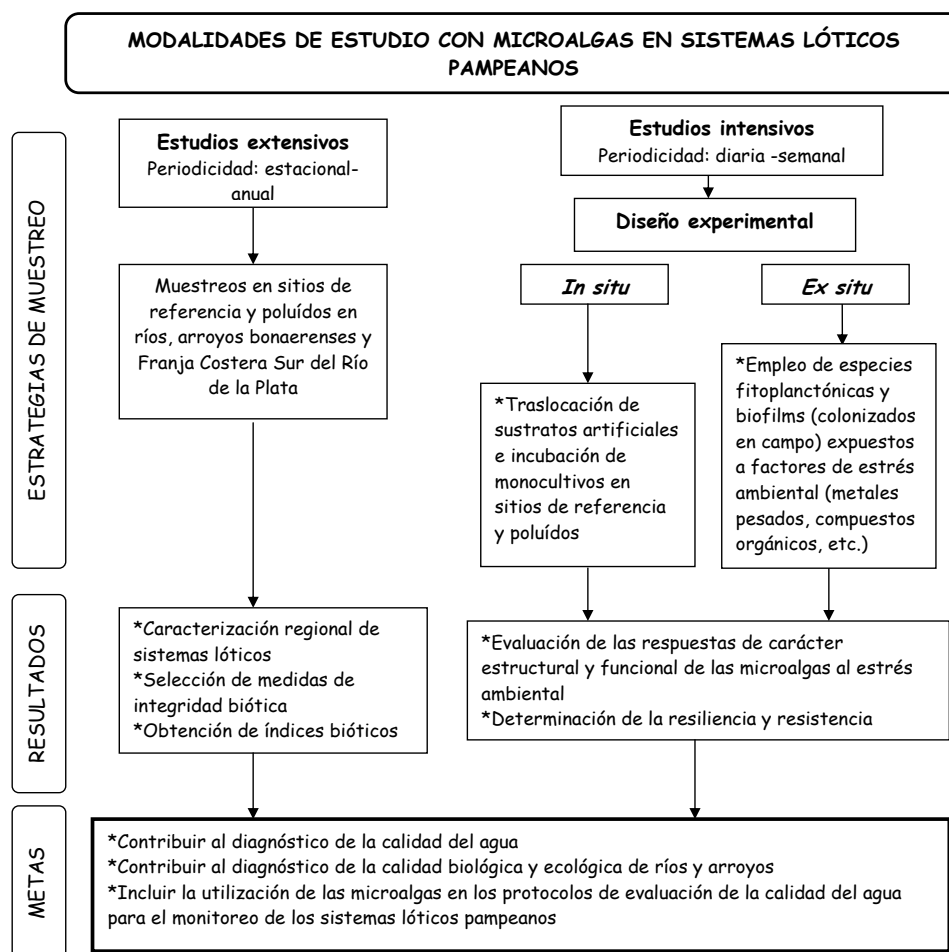 MODALIDADES DE ESTUDIO CON MICROALGAS EN SISTEMAS LÓTICOS
PAMPEANOS
ESTRATEGIAS DE MUESTREO
Estudios extensivos
Periodicidad: estacional-
anual
Muestreos en sitios de
referencia y poluídos en
ríos, arroyos bonaerenses y
Franja Costera Sur del Río
de la Plata
Estudios intensivos
Periodicidad: diaria -semanal
Diseño experimental
In situ
Ex situ
*Traslocación de
sustratos artificiales
e incubación de
monocultivos en
sitios de referencia
y poluídos
*Empleo de especies
fitoplanctónicas y
biofilms (colonizados
en campo) expuestos
a factores de estrés
ambiental (metales
pesados, compuestos
orgánicos, etc.)
RESULTADOS
*Caracterización regional de
sistemas lóticos
*Selección de medidas de
integridad biótica
*Obtención de índices bióticos
*Evaluación de las respuestas de carácter
estructural y funcional de las microalgas al estrés
ambiental
*Determinación de la resiliencia y resistencia
METAS
*Contribuir al diagnóstico de la calidad del agua
*Contribuir al diagnóstico de la calidad biológica y ecológica de ríos y arroyos
*Incluir la utilización de las microalgas en los protocolos de evaluación de la calidad del agua
para el monitoreo de los sistemas lóticos pampeanos